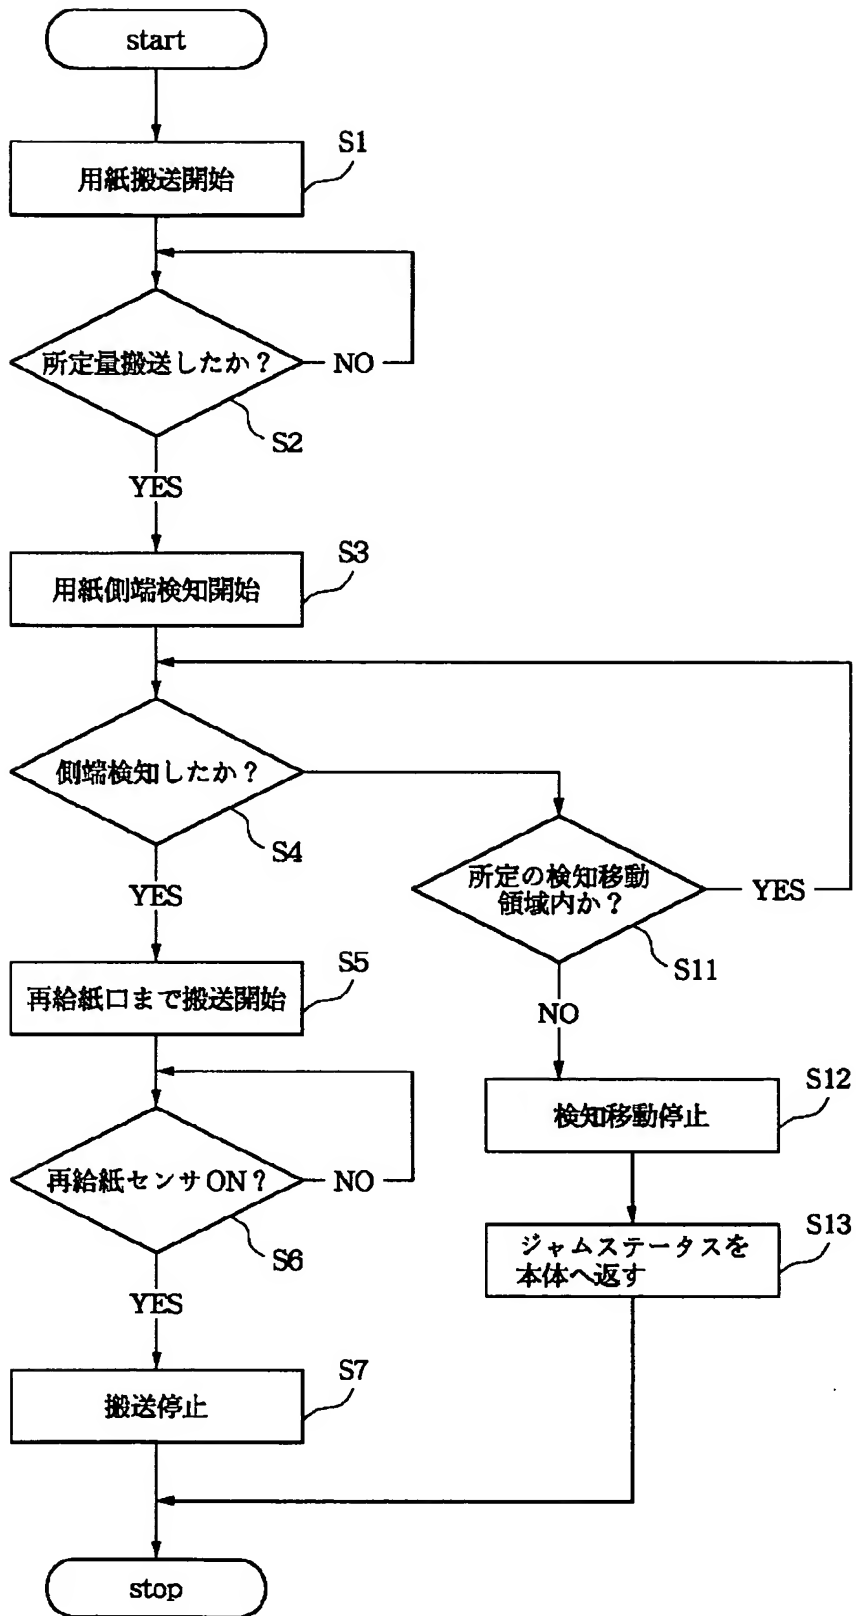 start
S1
用紙搬送開始
所定量搬送したか？
NO
S2
YES
S3
用紙側端検知開始
側端検知したか？
S4
YES
所定の検知移動
領域内か？
YES
S11
NO
S5
再給紙口まで搬送開始
S12
検知移動停止
再給紙センサON？
NO
S6
YES
S13
ジャムステータスを
本体へ返す
S7
搬送停止
stop